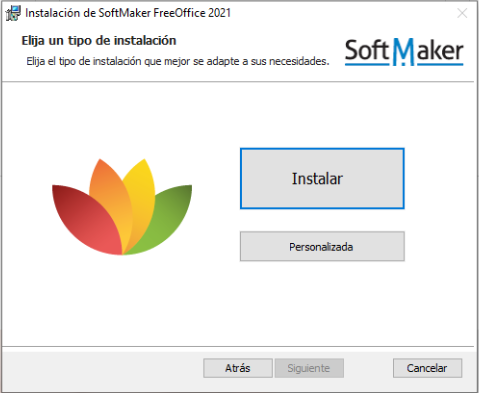 Instalación de SoftMaker FreeOffice 2021
Elija un tipo de instalación
Elija el tipo de instalación que mejor se adapte a sus necesidades.
SoftMaker
Instalar
Personalizada
Atrás
Siguiente
Cancelar